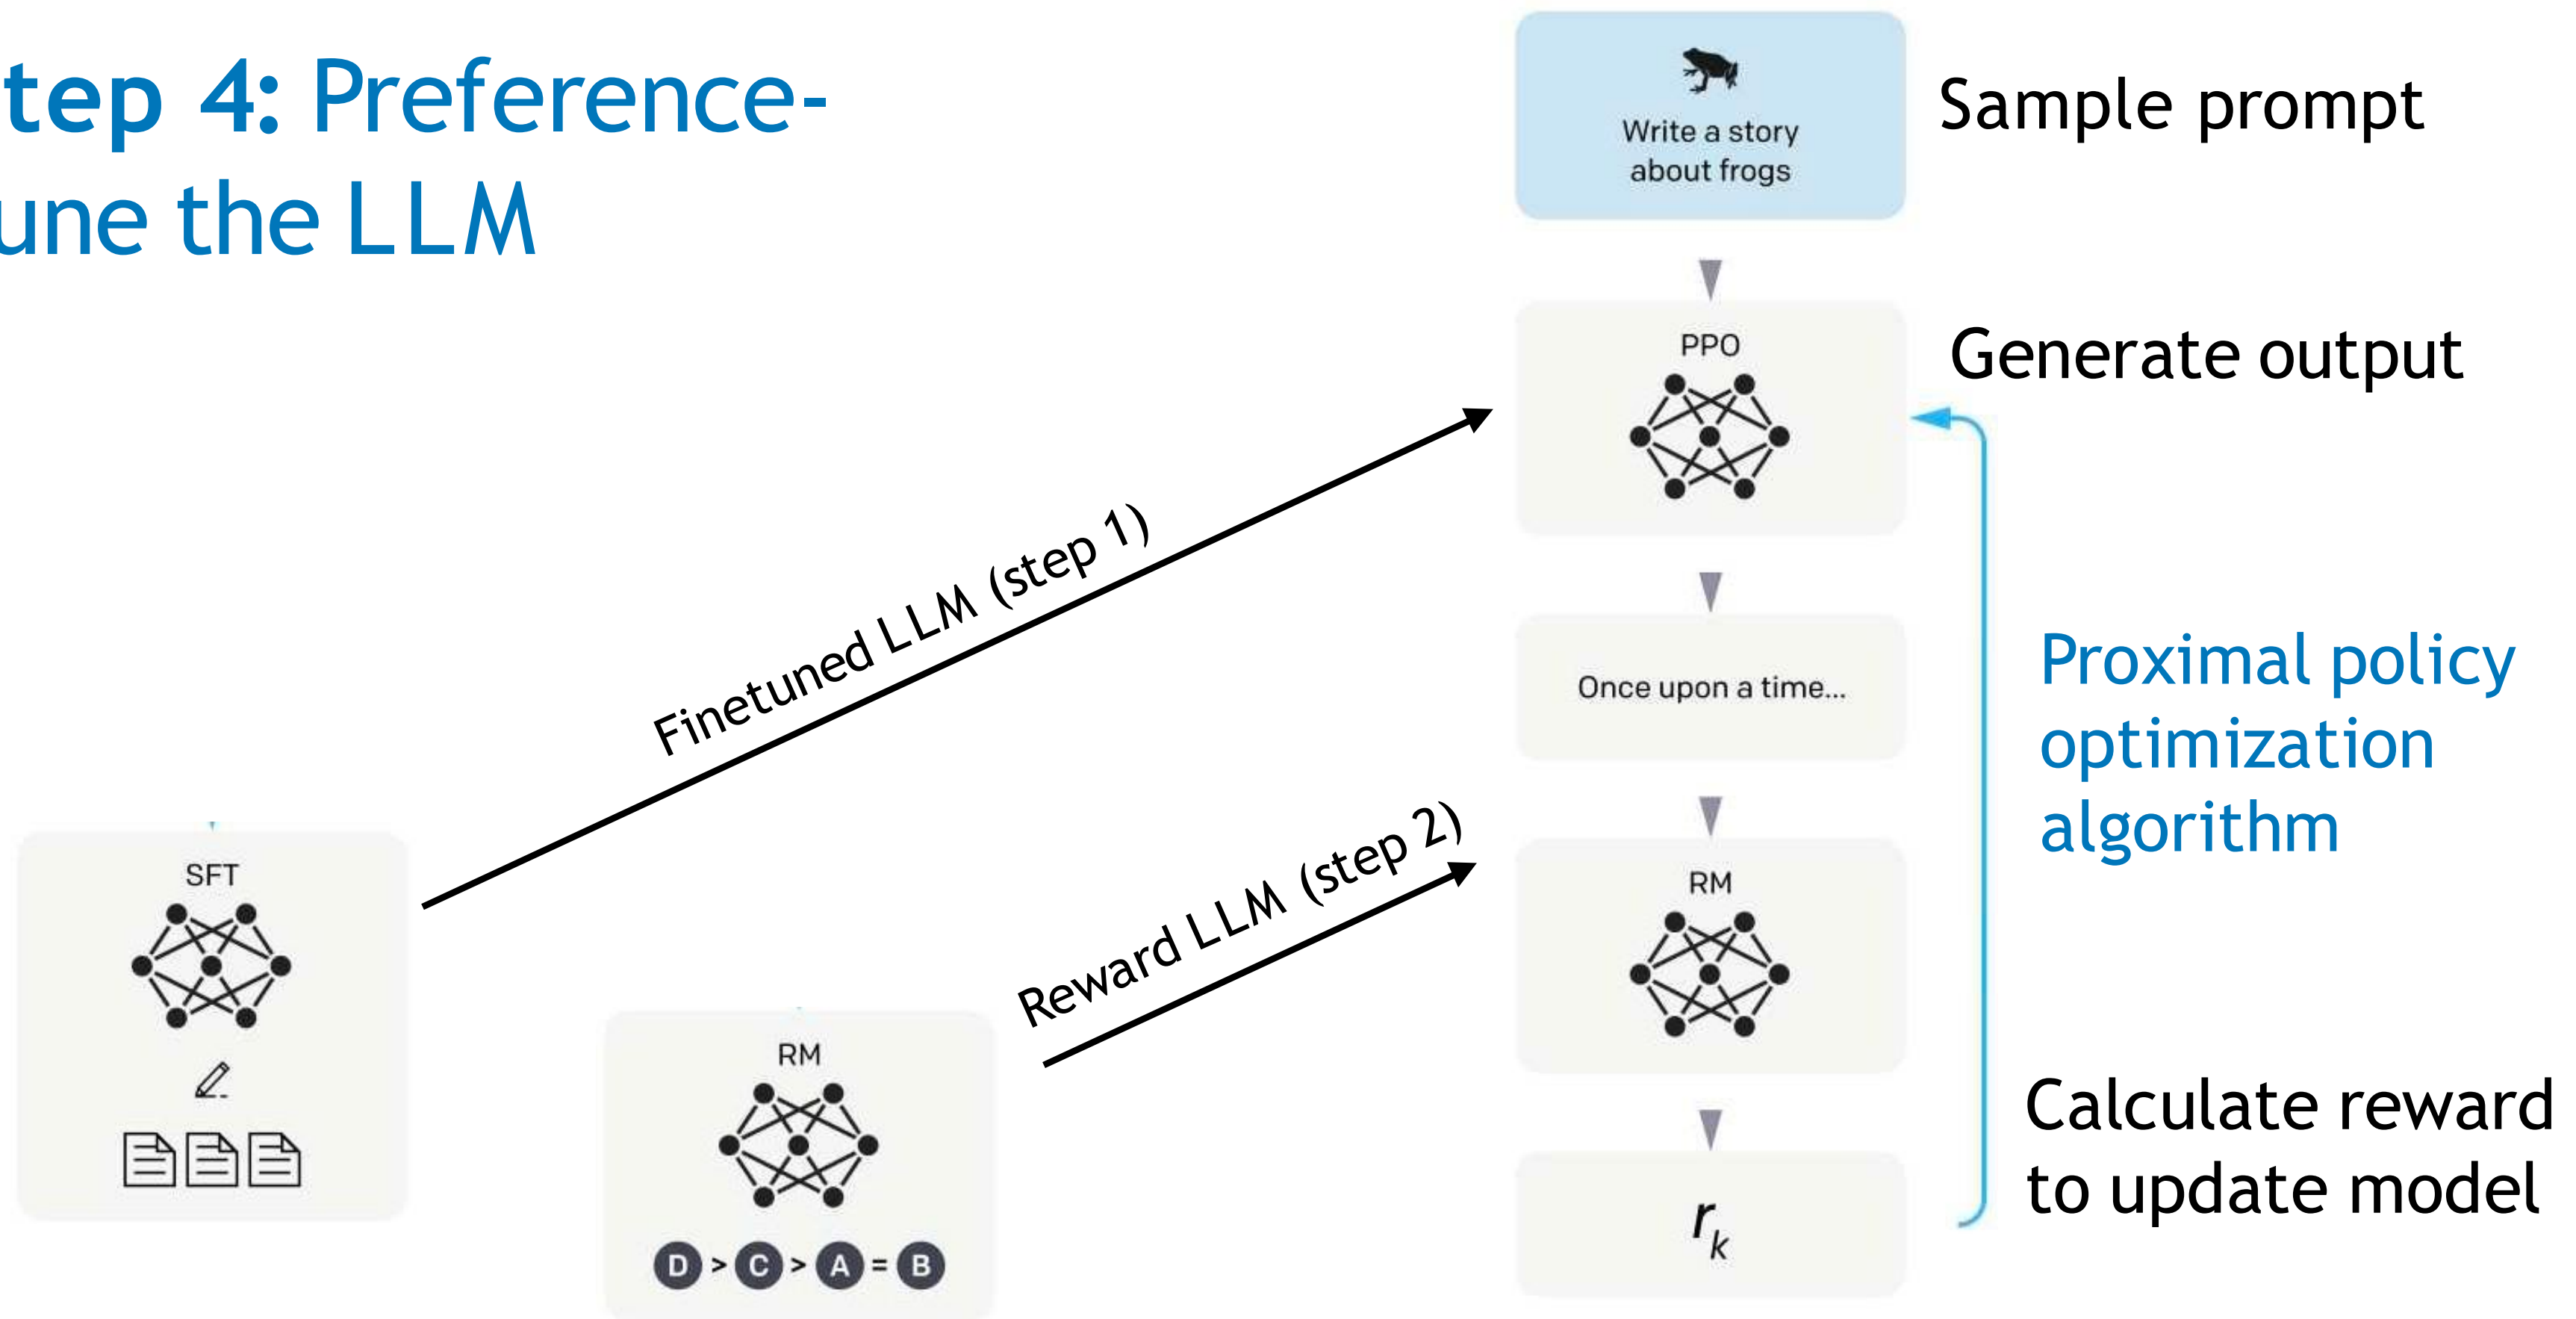 tep 4: Preference-
une the LLM
Write a story
about frogs
Sample prompt
PPO
Generate output
Finetuned LLM (step 1)
Once upon a time...
Proximal policy
optimization
algorithm
Reward LLM (step 2)
SFT
RM
RM
D > C > A = B
Calculate reward
to update model
rk